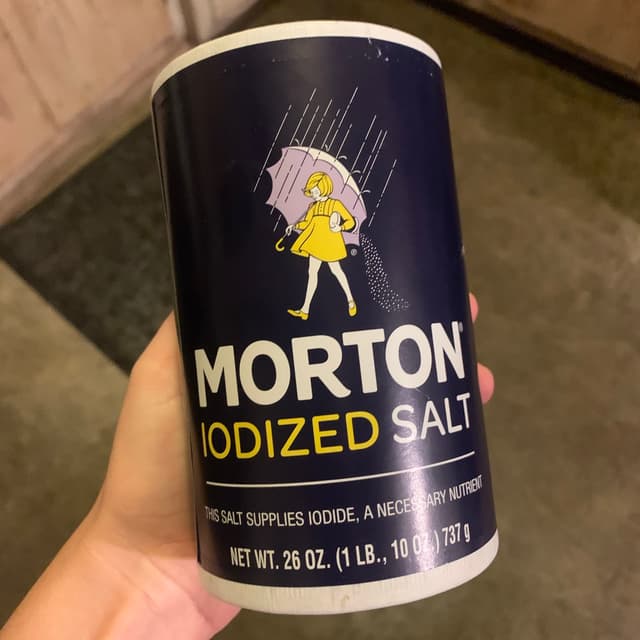 MORTON®
IODIZED SALT
THIS SALT SUPPLIES IODIDE, A NECESSARY NUTRIENT
NET WT. 26 OZ. (1 LB., 10 OZ.) 737 g